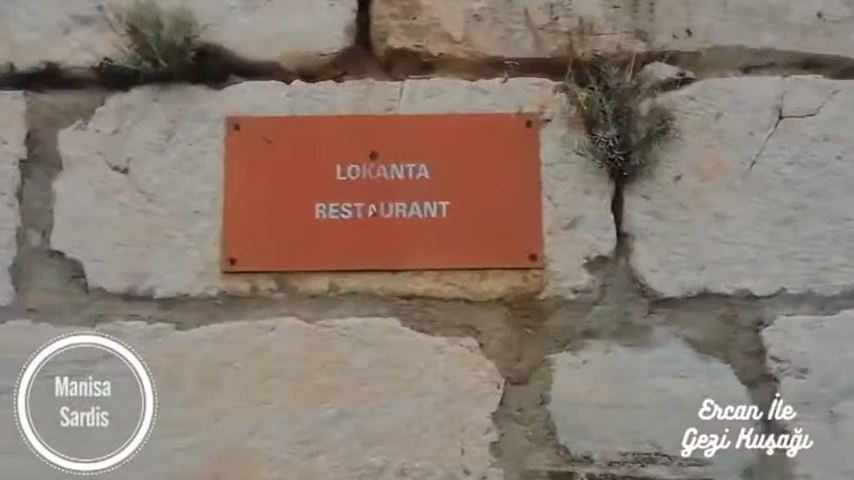 LOKANTA
RESTAURANT
Manisa
Sardis
Ercan İle
Gezi Kuşağı